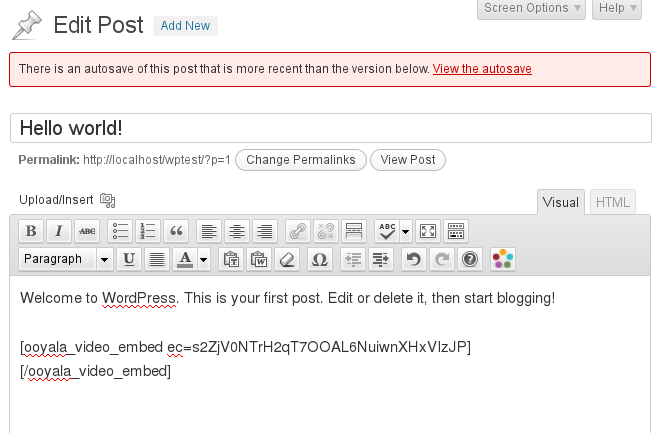 Screen Options Help
Edit Post Add New
There is an autosave of this post that is more recent than the version below. View the autosave
Hello world!
Permalink: http://localhost/wptest/?p=1 Change Permalinks View Post
Upload/Insert Visual HTML
B I ABC ABC
Paragraph U A Ω
Welcome to WordPress. This is your first post. Edit or delete it, then start blogging!
[ooyala_video_embed ec=s2ZjV0NTrH2qT7OOAL6NuiwnXHxVIzJP]
[/ooyala_video_embed]